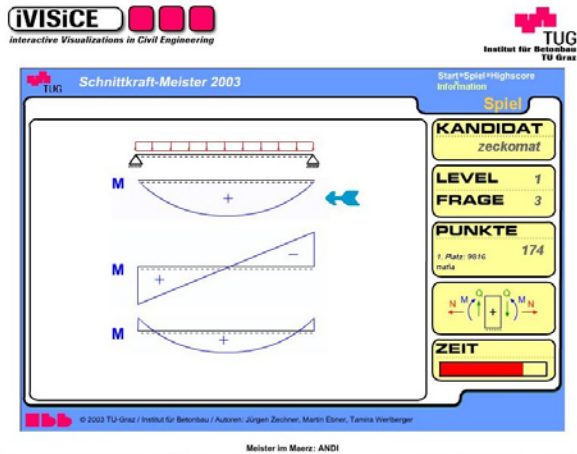 iVISiCE
interactive Visualizations in Civil Engineering
TUG
Institut für Betonbau
TU Graz
TUG
Schnittkraft-Meister 2003
Start*Spiel*Highscore
Information
Spiel
KANDIDAT
zeckomat
LEVEL 1
FRAGE 3
PUNKTE
174
1. Platz: 9816
mafia
M
+
M
+
−
M
+
N M Q + Q M N
ZEIT
© 2003 TU-Graz / Institut für Betonbau / Autoren: Jürgen Zechner, Martin Ebner, Tamira Werlberger
Meister im Maerz: ANDI